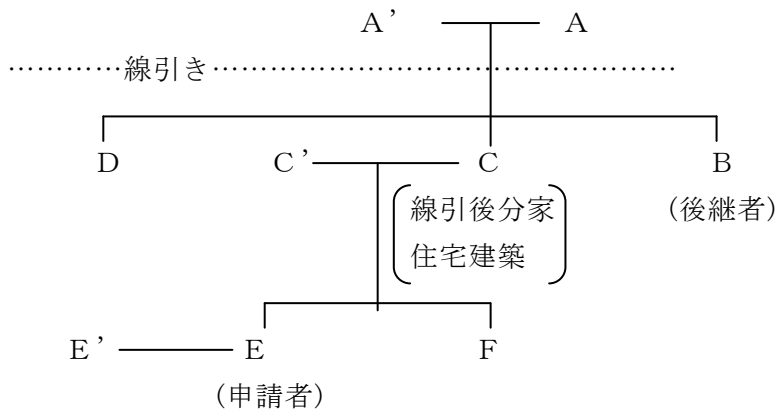 A’ A
…………線引き………………………………………
D C’ C B
線引後分家
住宅建築
(後継者)
E’ E F
(申請者)